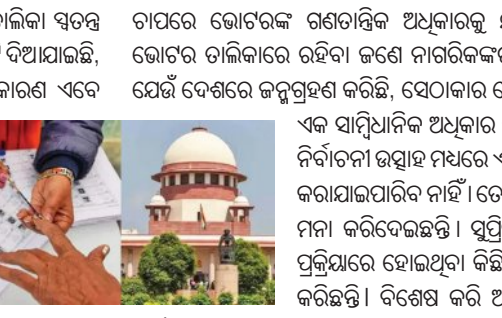 ାଲିକା ସ୍ୱତନ୍ତ୍ର
ଦିଆଯାଇଛି,
କାରଣ ଏବେ
ଚାପରେ ଭୋଟରଙ୍କ ଗଣତାନ୍ତ୍ରିକ ଅଧିକାରକୁ
ଭୋଟର ତାଲିକାରେ ରହିବା ଜଣେ ନାଗରିକଙ୍କ
ଯେଉଁ ଦେଶରେ ଜନ୍ମଗ୍ରହଣ କରିଛି, ସେଠାକାର
ଏକ ସାମ୍ବିଧାନିକ ଅଧିକାର
ନିର୍ବାଚନୀ ଉତ୍ସାହ ମଧ୍ୟରେ
କରାଯାଇପାରିବ ନାହିଁ ।
ମନା କରିଦେଇଛନ୍ତି ।
ପ୍ରକ୍ରିୟାରେ ହୋଇଥିବା କିଛି
କରିଛନ୍ତି । ବିଶେଷ କରି